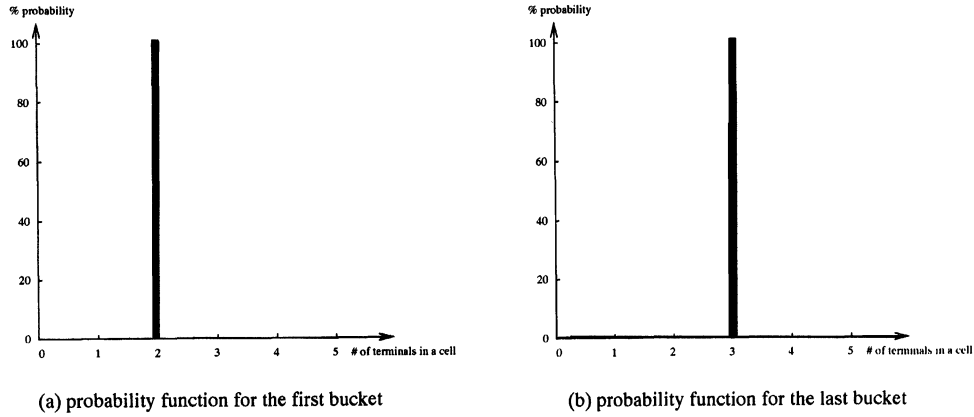 % probability
100
80
60
40
20
0
0 1 2 3 4 5 # of terminals in a cell
(a) probability function for the first bucket
% probability
100
80
60
40
20
0
0 1 2 3 4 5 # of terminals in a cell
(b) probability function for the last bucket